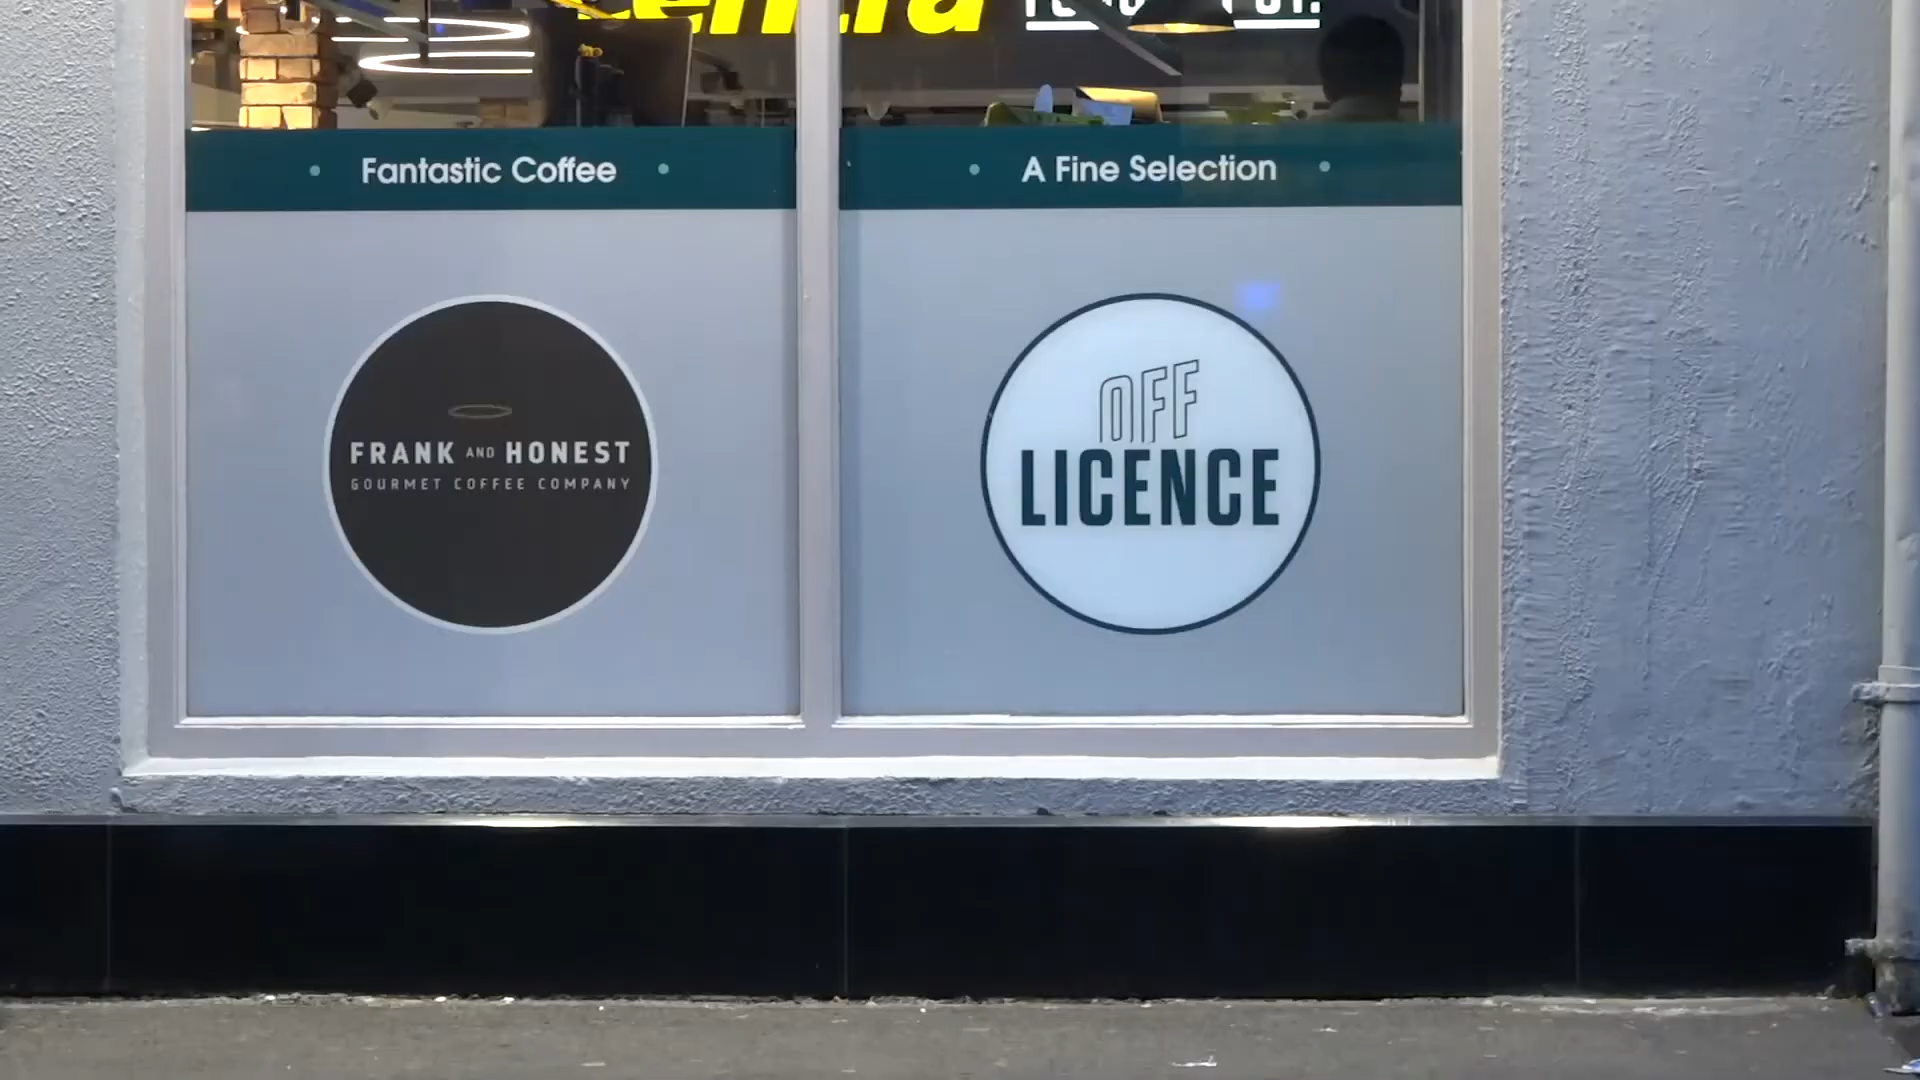 Fantastic Coffee
A Fine Selection
FRANK AND HONEST
GOURMET COFFEE COMPANY
OFF
LICENCE